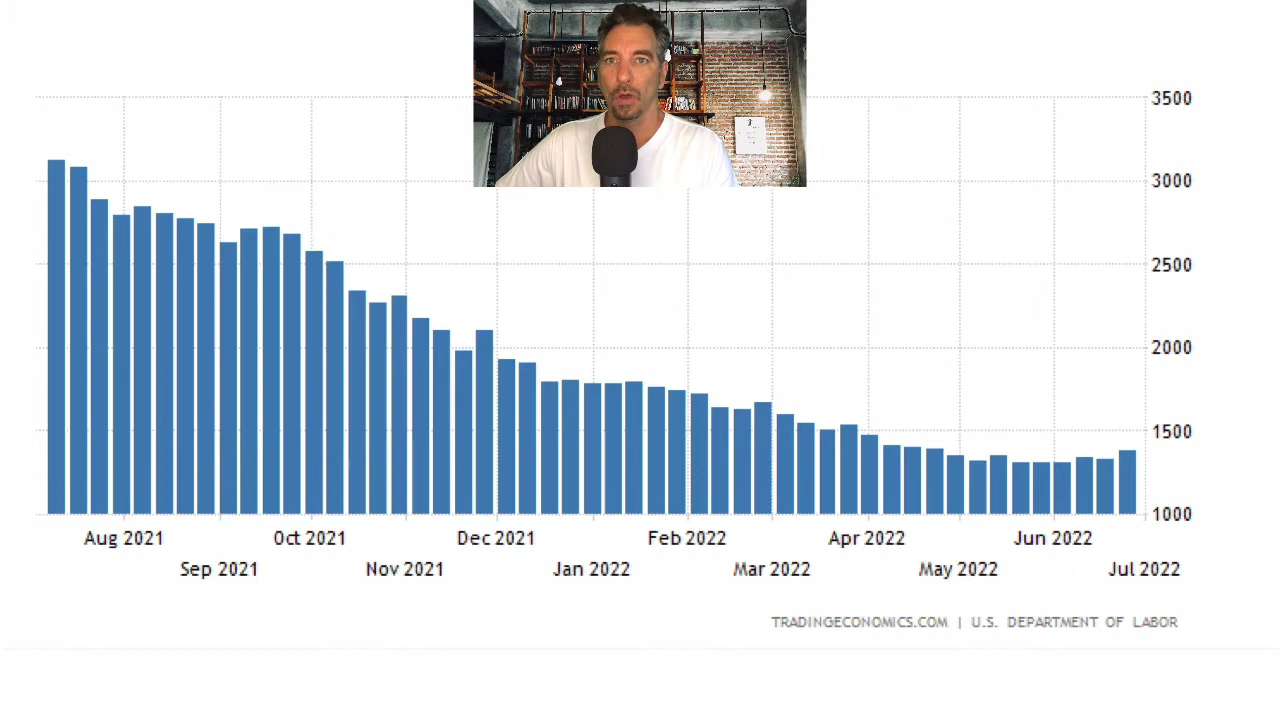 3500
3000
2500
2000
1500
1000
Aug 2021
Oct 2021
Dec 2021
Feb 2022
Apr 2022
Jun 2022
Sep 2021
Nov 2021
Jan 2022
Mar 2022
May 2022
Jul 2022
TRADINGECONOMICS.COM | U.S. DEPARTMENT OF LABOR